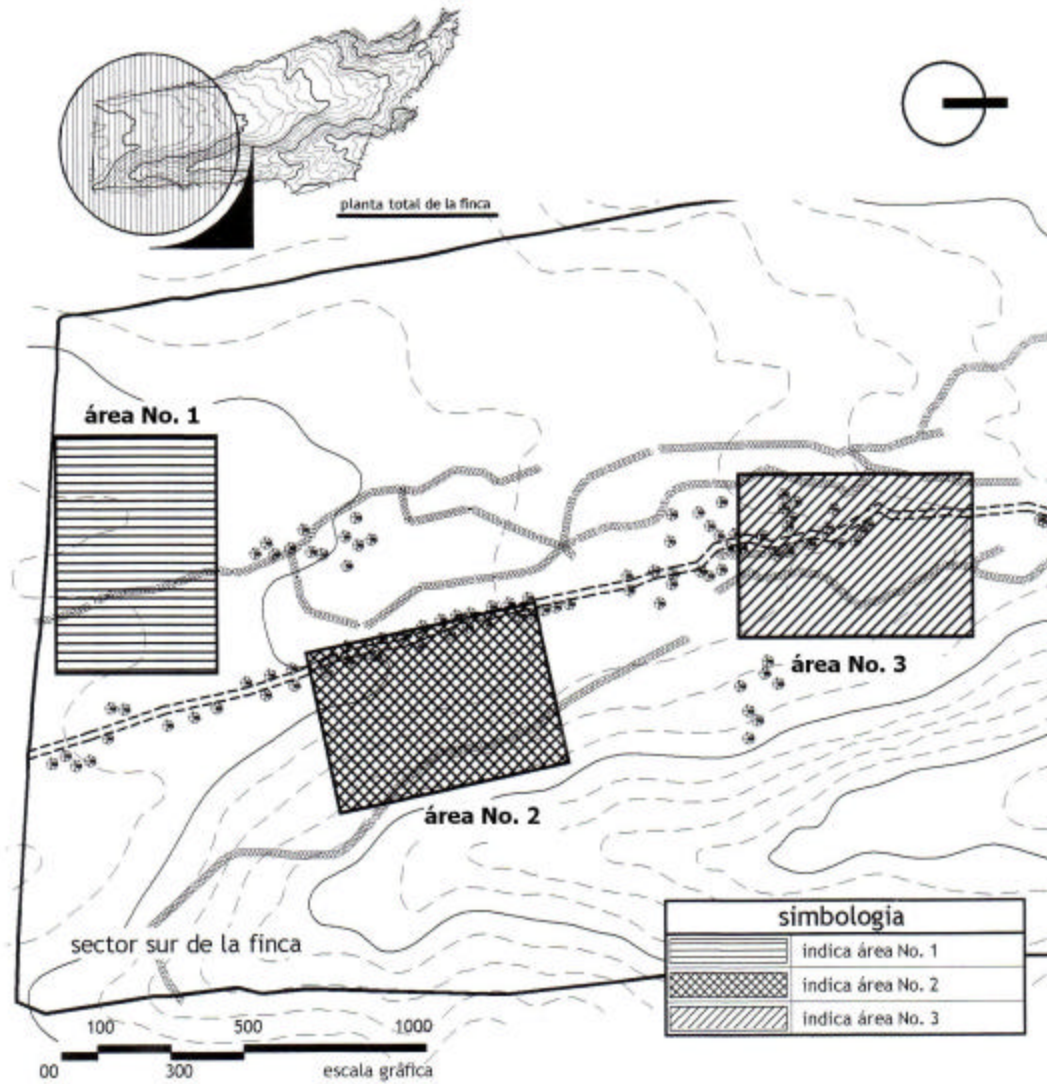 planta total de la finca
área No. 1
área No. 3
área No. 2
sector sur de la finca
simbologia
indica área No. 1
indica área No. 2
indica área No. 3
100 500 1000
00 300 escala gráfica